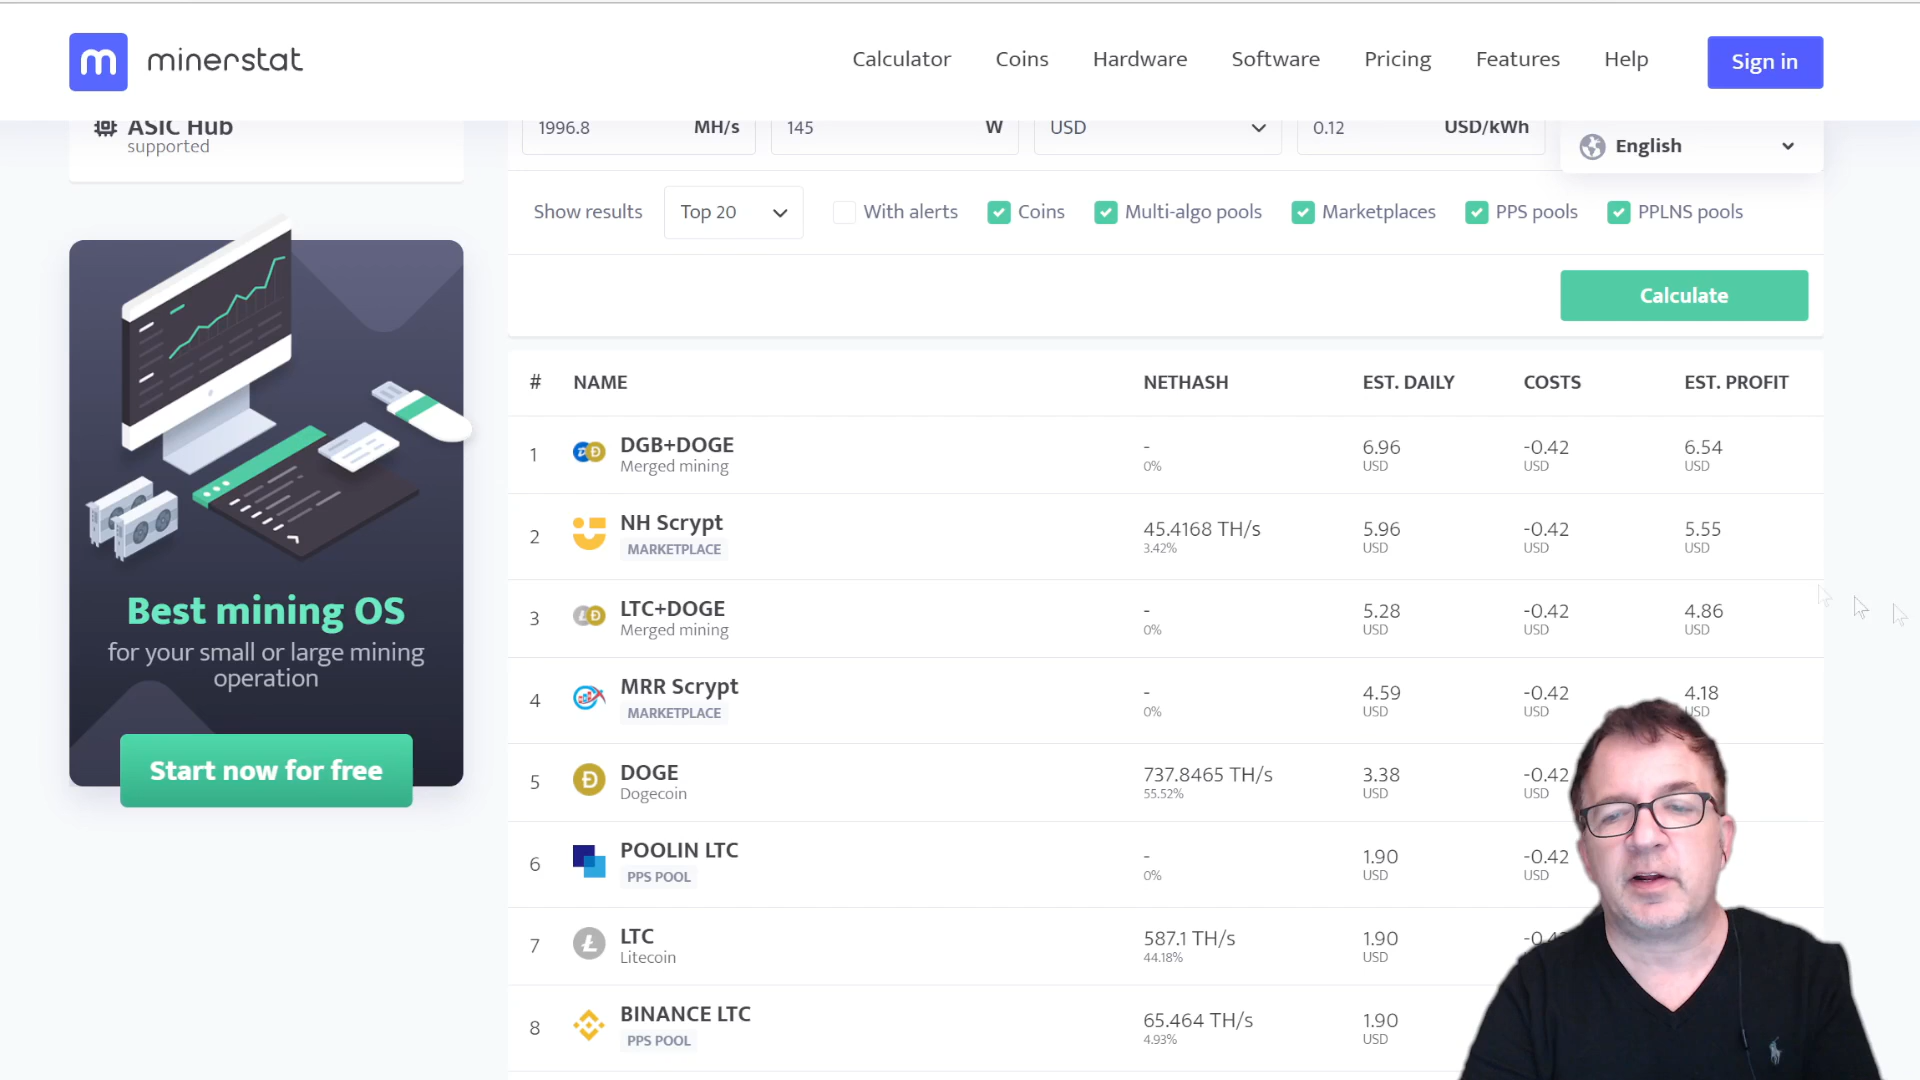 minerstat
Calculator Coins Hardware Software Pricing Features Help Sign in
ASIC Hub
supported
1996.8 MH/s 145 W USD 0.12 USD/kWh
English
Show results Top 20 With alerts Coins Multi-algo pools Marketplaces PPS pools PPLNS pools
Calculate
# NAME NETHASH EST. DAILY COSTS EST. PROFIT
1 DGB+DOGE - 6.96 -0.42 6.54
Merged mining 0% USD USD USD
2 NH Scrypt 45.4168 TH/s 5.96 -0.42 5.55
MARKETPLACE 3.42% USD USD USD
3 LTC+DOGE - 5.28 -0.42 4.86
Merged mining 0% USD USD USD
4 MRR Scrypt - 4.59 -0.42 4.18
MARKETPLACE 0% USD USD USD
5 DOGE 737.8465 TH/s 3.38 -0.42
Dogecoin 55.52% USD USD
6 POOLIN LTC - 1.90 -0.42
PPS POOL 0% USD USD
7 LTC 587.1 TH/s 1.90
Litecoin 44.18% USD
8 BINANCE LTC 65.464 TH/s 1.90
PPS POOL 4.93% USD
Best mining OS
for your small or large mining
operation
Start now for free